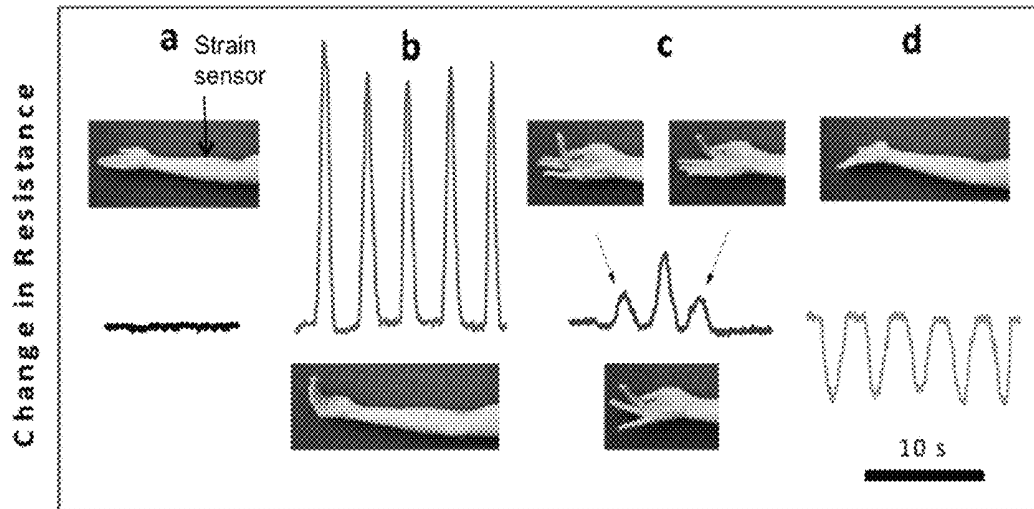 a
Strain
sensor
b
c
d
Change in Resistance
10 s